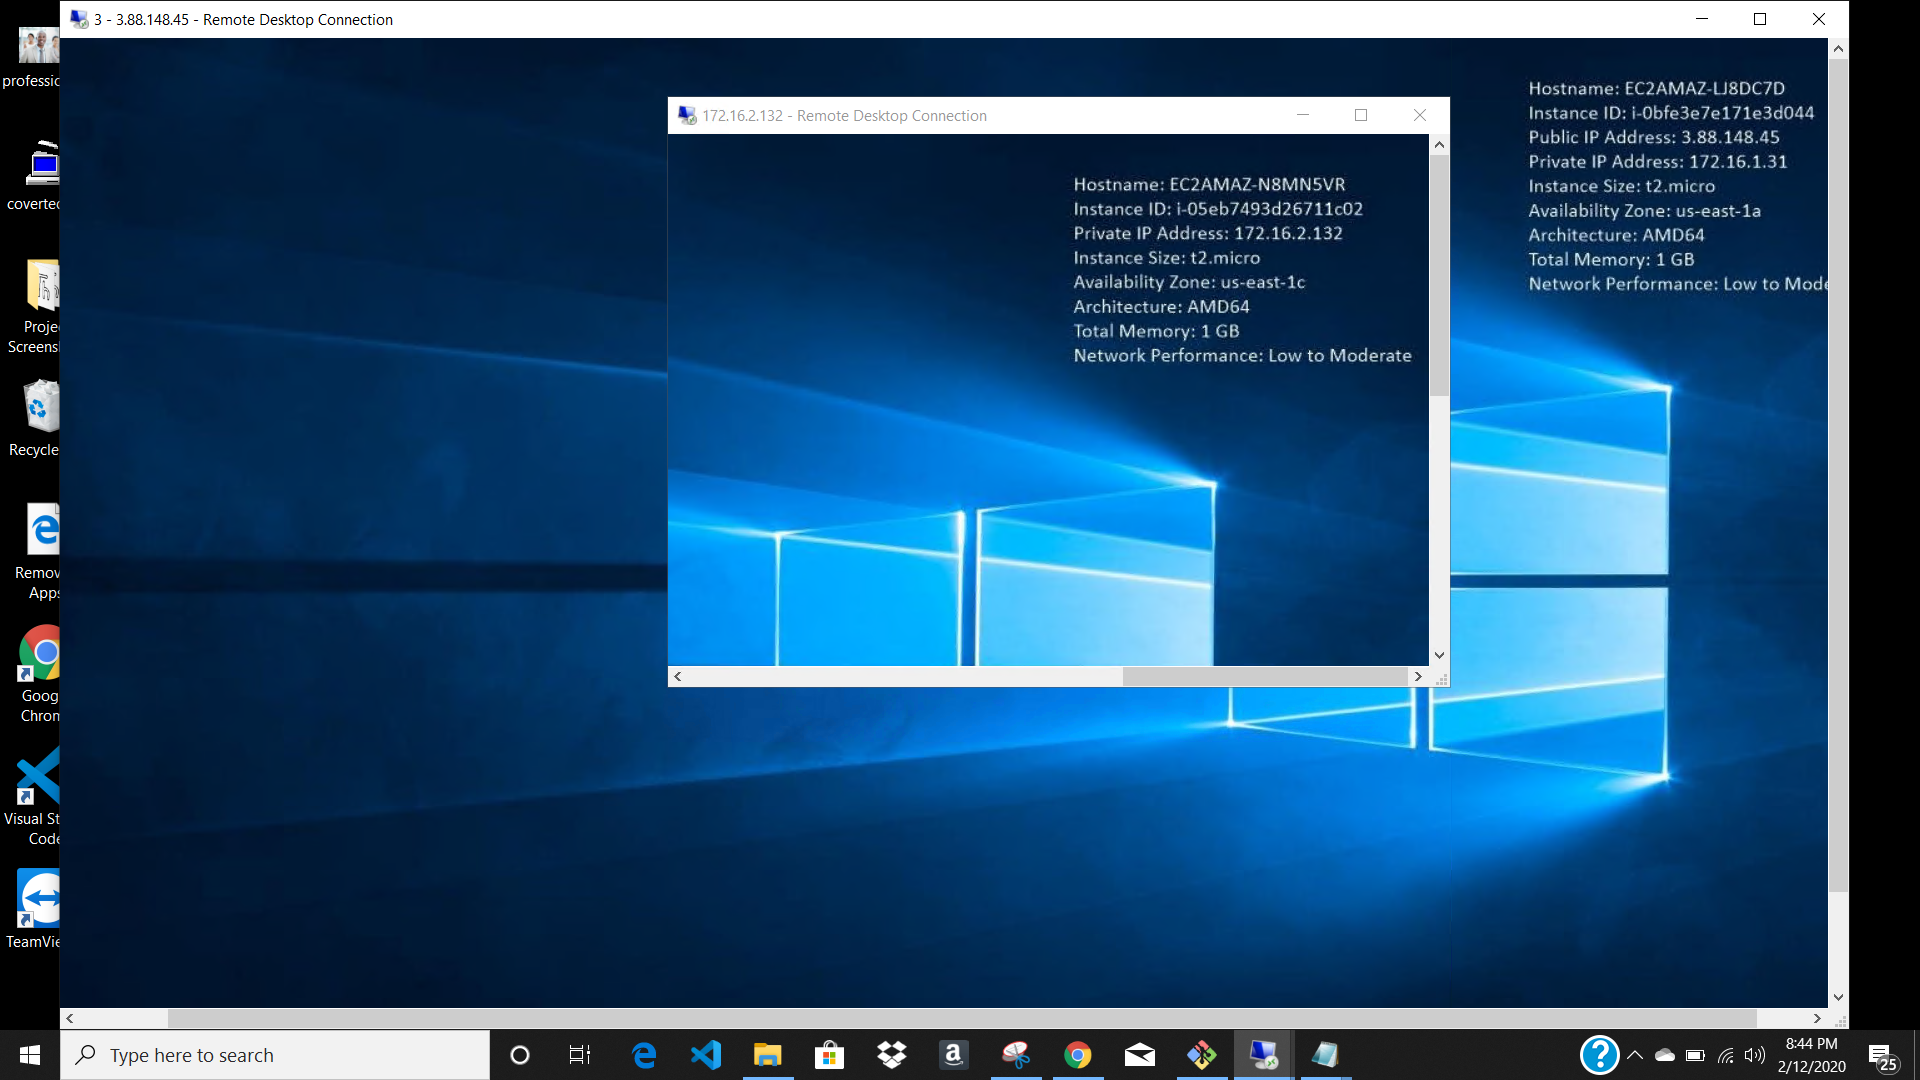 3 - 3.88.148.45 - Remote Desktop Connection
172.16.2.132 - Remote Desktop Connection
Hostname: EC2AMAZ-LJ8DC7D
Instance ID: i-0bfe3e7e171e3d044
Public IP Address: 3.88.148.45
Private IP Address: 172.16.1.31
Instance Size: t2.micro
Availability Zone: us-east-1a
Architecture: AMD64
Total Memory: 1 GB
Network Performance: Low to Mode
Hostname: EC2AMAZ-N8MN5VR
Instance ID: i-05eb7493d26711c02
Private IP Address: 172.16.2.132
Instance Size: t2.micro
Availability Zone: us-east-1c
Architecture: AMD64
Total Memory: 1 GB
Network Performance: Low to Moderate
professio
coverted
Projec
Screensh
Recycle
Remov
Apps
Goog
Chrom
Visual St
Code
TeamVie
Type here to search
8:44 PM
2/12/2020
25